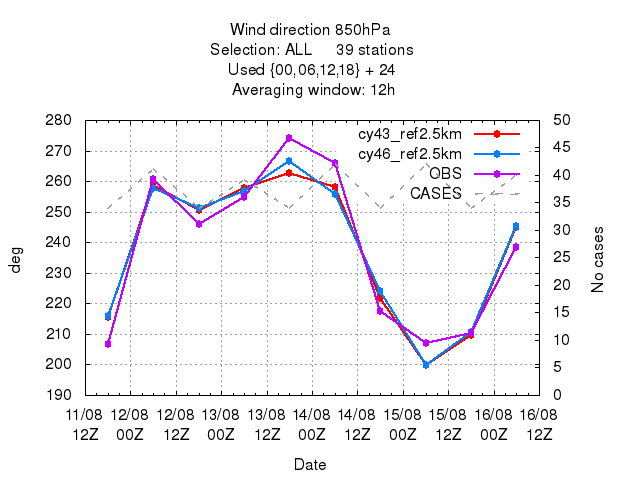 Wind direction 850hPa
Selection: ALL 39 stations
Used {00,06,12,18} + 24
Averaging window: 12h
280 50
cy43_ref2.5km
45
270
cy46_ref2.5km
40
260
OBS
CASES
35
250
30
240
25
230
20
220
15
210
10
200
5
190 0
deg
No cases
11/08 12/08 12/08 13/08 13/08 14/08 14/08 15/08 15/08 16/08 16/08
12Z 00Z 12Z 00Z 12Z 00Z 12Z 00Z 12Z 00Z 12Z
Date